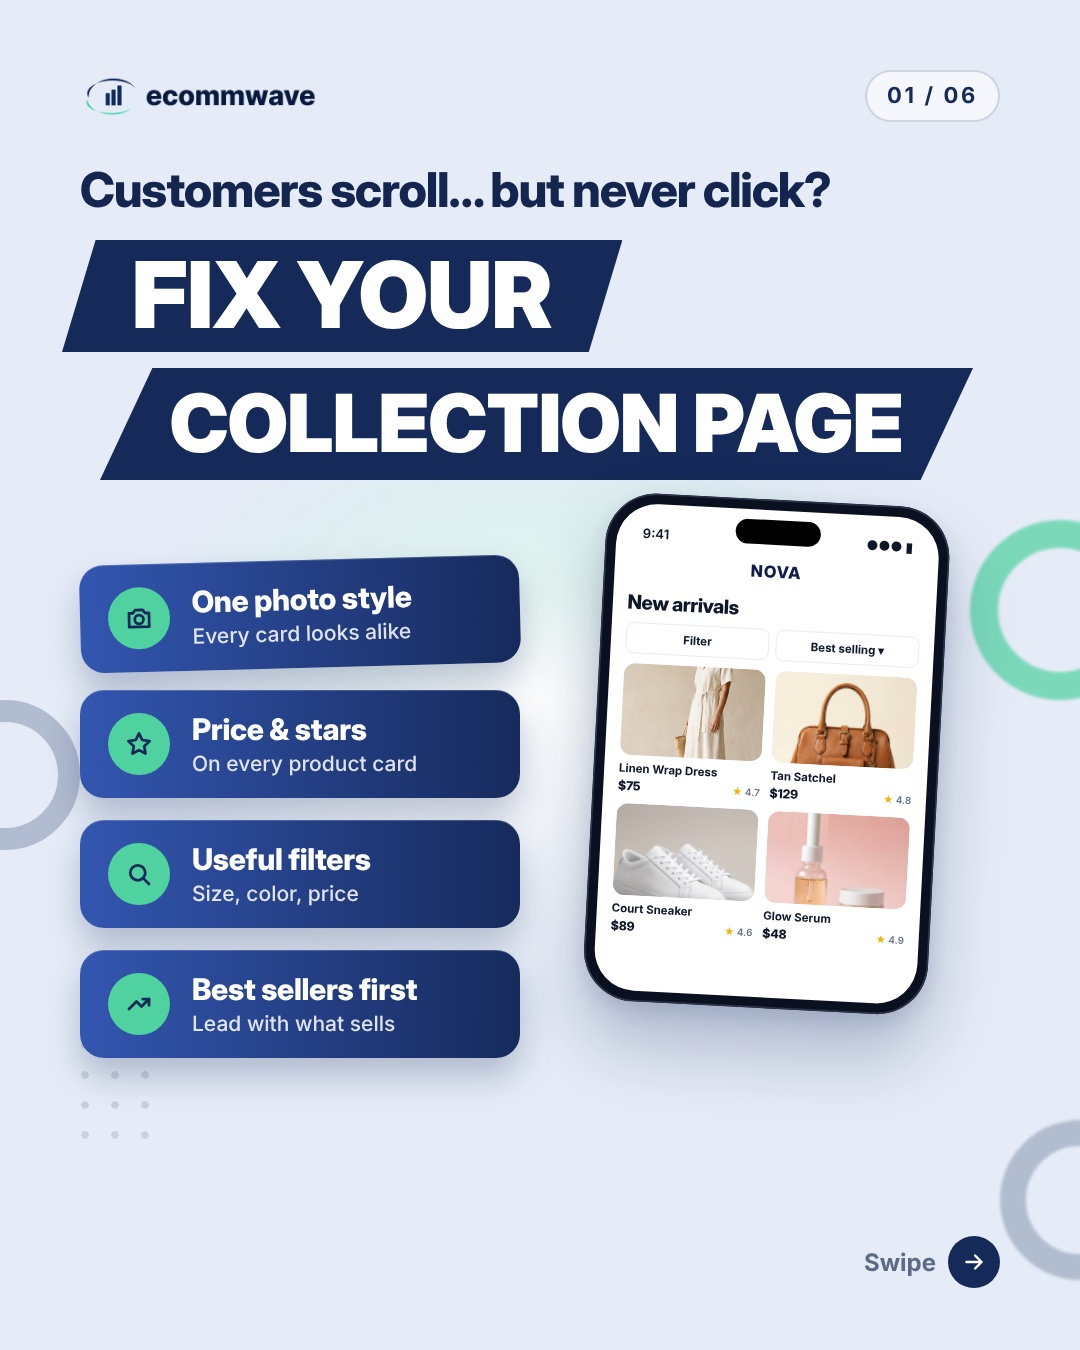 ecommwave
01 / 06
Customers scroll... but never click?
FIX YOUR
COLLECTION PAGE
One photo style
Every card looks alike
Price & stars
On every product card
Useful filters
Size, color, price
Best sellers first
Lead with what sells
9:41
NOVA
New arrivals
Filter
Best selling ▾
Linen Wrap Dress
$75 ★ 4.7
Tan Satchel
$129 ★ 4.8
Court Sneaker
$89 ★ 4.6
Glow Serum
$48 ★ 4.9
Swipe